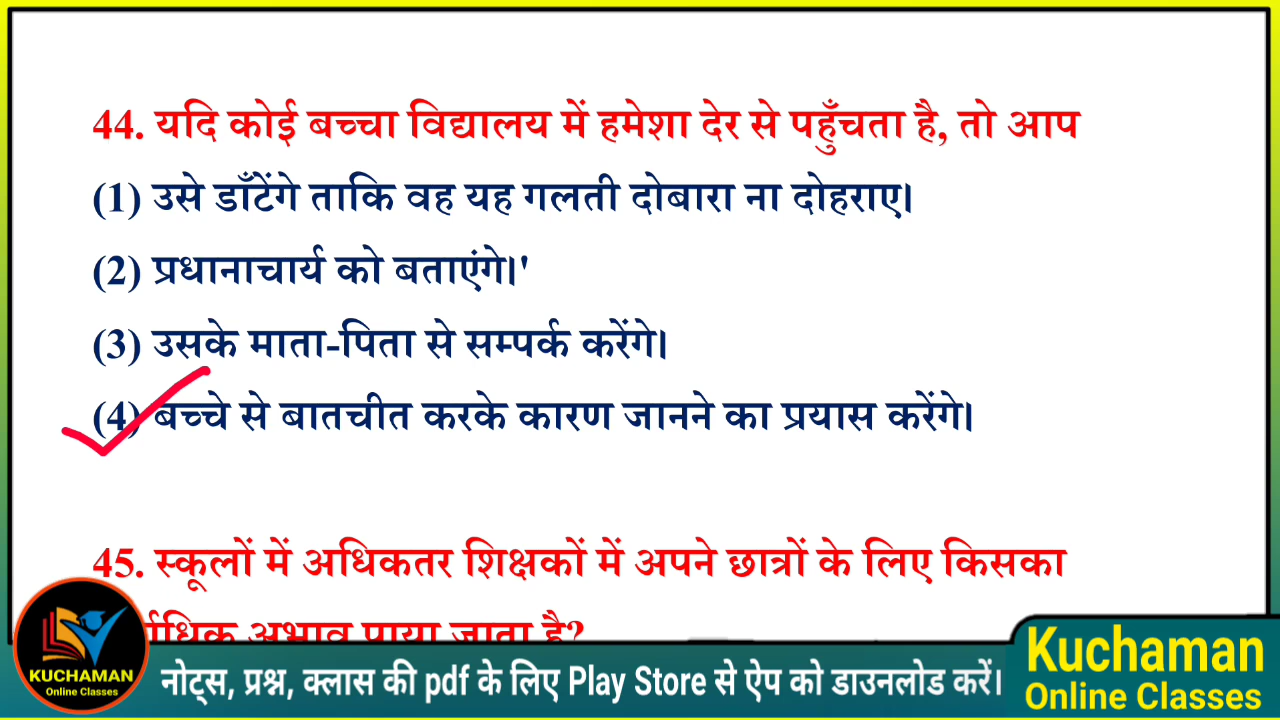 44. यदि कोई बच्चा विद्यालय में हमेशा देर से पहुँचता है, तो आप
(1) उसे डाँटेंगे ताकि वह यह गलती दोबारा ना दोहराए।
(2) प्रधानाचार्य को बताएंगे।'
(3) उसके माता-पिता से सम्पर्क करेंगे।
(4) बच्चे से बातचीत करके कारण जानने का प्रयास करेंगे।
45. स्कूलों में अधिकतर शिक्षकों में अपने छात्रों के लिए किसका
अभाव पाया जाता है?
KUCHAMAN
Online Classes
नोट्स, प्रश्न, क्लास की pdf के लिए Play Store से ऐप को डाउनलोड करें।
Kuchaman
Online Classes